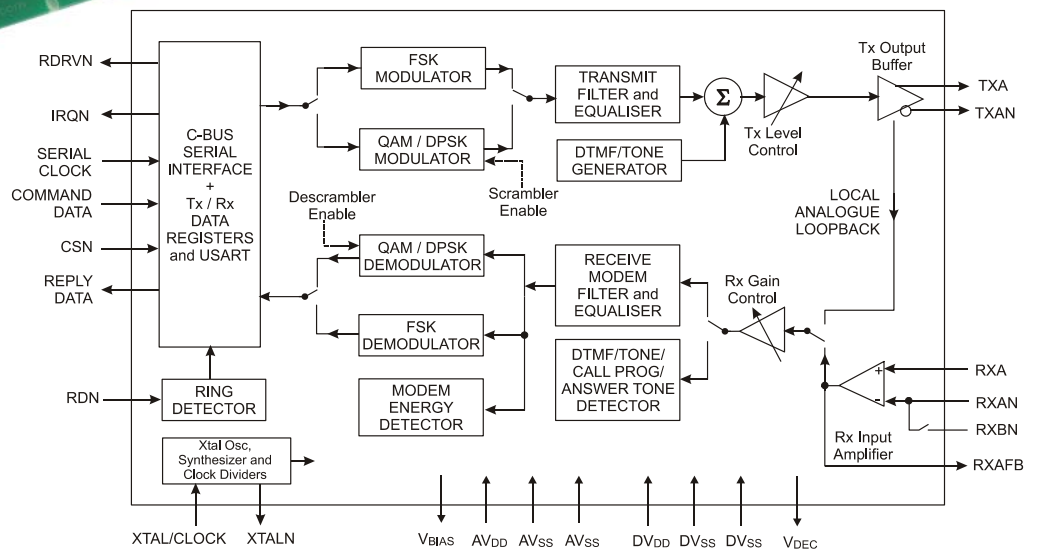 RDRVN
IRQN
SERIAL
CLOCK
COMMAND
DATA
CSN
REPLY
DATA
RDN
C-BUS
SERIAL
INTERFACE
+
Tx / Rx
DATA
REGISTERS
and USART
RING
DETECTOR
Xtal Osc,
Synthesizer and
Clock Dividers
XTAL/CLOCK
XTALN
FSK
MODULATOR
QAM / DPSK
MODULATOR
Scrambler
Enable
Descrambler
Enable
QAM / DPSK
DEMODULATOR
FSK
DEMODULATOR
MODEM
ENERGY
DETECTOR
TRANSMIT
FILTER and
EQUALISER
DTMF/TONE
GENERATOR
Σ
Tx Level
Control
Tx Output
Buffer
TXA
TXAN
LOCAL
ANALOGUE
LOOPBACK
RECEIVE
MODEM
FILTER and
EQUALISER
Rx Gain
Control
DTMF/TONE/
CALL PROG/
ANSWER TONE
DETECTOR
+
-
Rx Input
Amplifier
RXA
RXAN
RXBN
RXAFB
VBIAS
AVDD
AVSS
AVSS
DVDD
DVSS
DVSS
VDEC